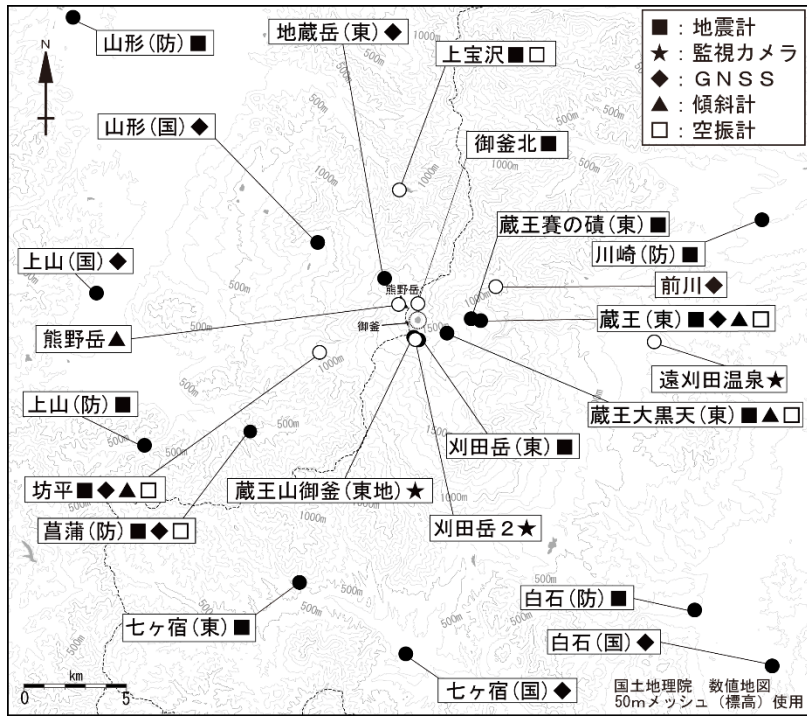 山形(防)■
地蔵岳(東)◆
上宝沢■□
■:地震計
★:監視カメラ
◆:GNSS
▲:傾斜計
□:空振計
N
山形(国)◆
御釜北■
蔵王賽の磧(東)■
川崎(防)■
上山(国)◆
前川◆
熊野岳
蔵王(東)■◆▲□
御釜
熊野岳▲
遠刈田温泉★
蔵王大黒天(東)■▲□
上山(防)■
刈田岳(東)■
坊平■◆▲□
蔵王山御釜(東地)★
菖蒲(防)■◆□
刈田岳2★
白石(防)■
七ヶ宿(東)■
白石(国)◆
七ヶ宿(国)◆
km
0 5
国土地理院 数値地図
50mメッシュ(標高)使用
1000m
500m
1500m